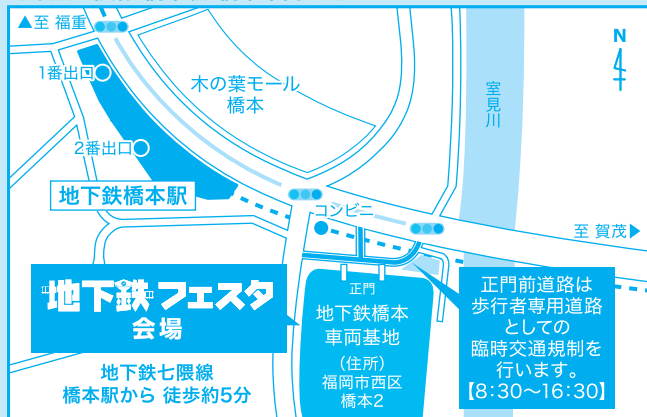 ▲至 福重
N
1番出口
木の葉モール
橋本
室見川
2番出口
地下鉄橋本駅
コンビニ
至 賀茂▶
地下鉄フェスタ
会場
正門
地下鉄橋本
車両基地
(住所)
福岡市西区
橋本2
正門前道路は
歩行者専用道路
としての
臨時交通規制を
行います。
【8:30〜16:30】
地下鉄七隈線
橋本駅から 徒歩約5分